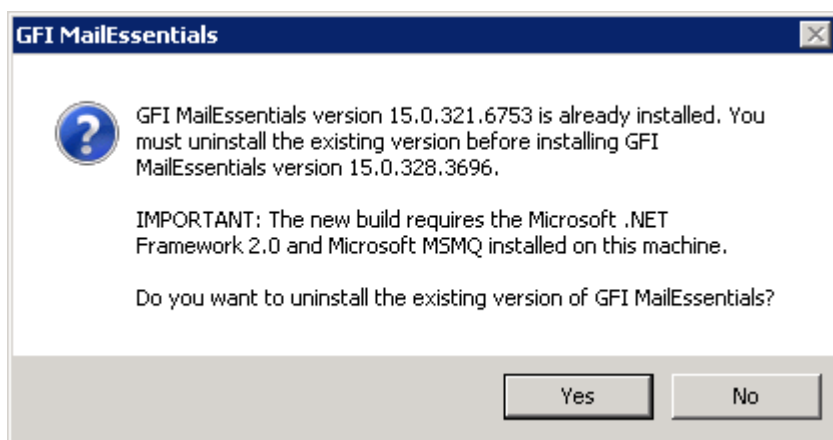 GFI MailEssentials
GFI MailEssentials version 15.0.321.6753 is already installed. You
must uninstall the existing version before installing GFI
MailEssentials version 15.0.328.3696.
IMPORTANT: The new build requires the Microsoft .NET
Framework 2.0 and Microsoft MSMQ installed on this machine.
Do you want to uninstall the existing version of GFI MailEssentials?
Yes No